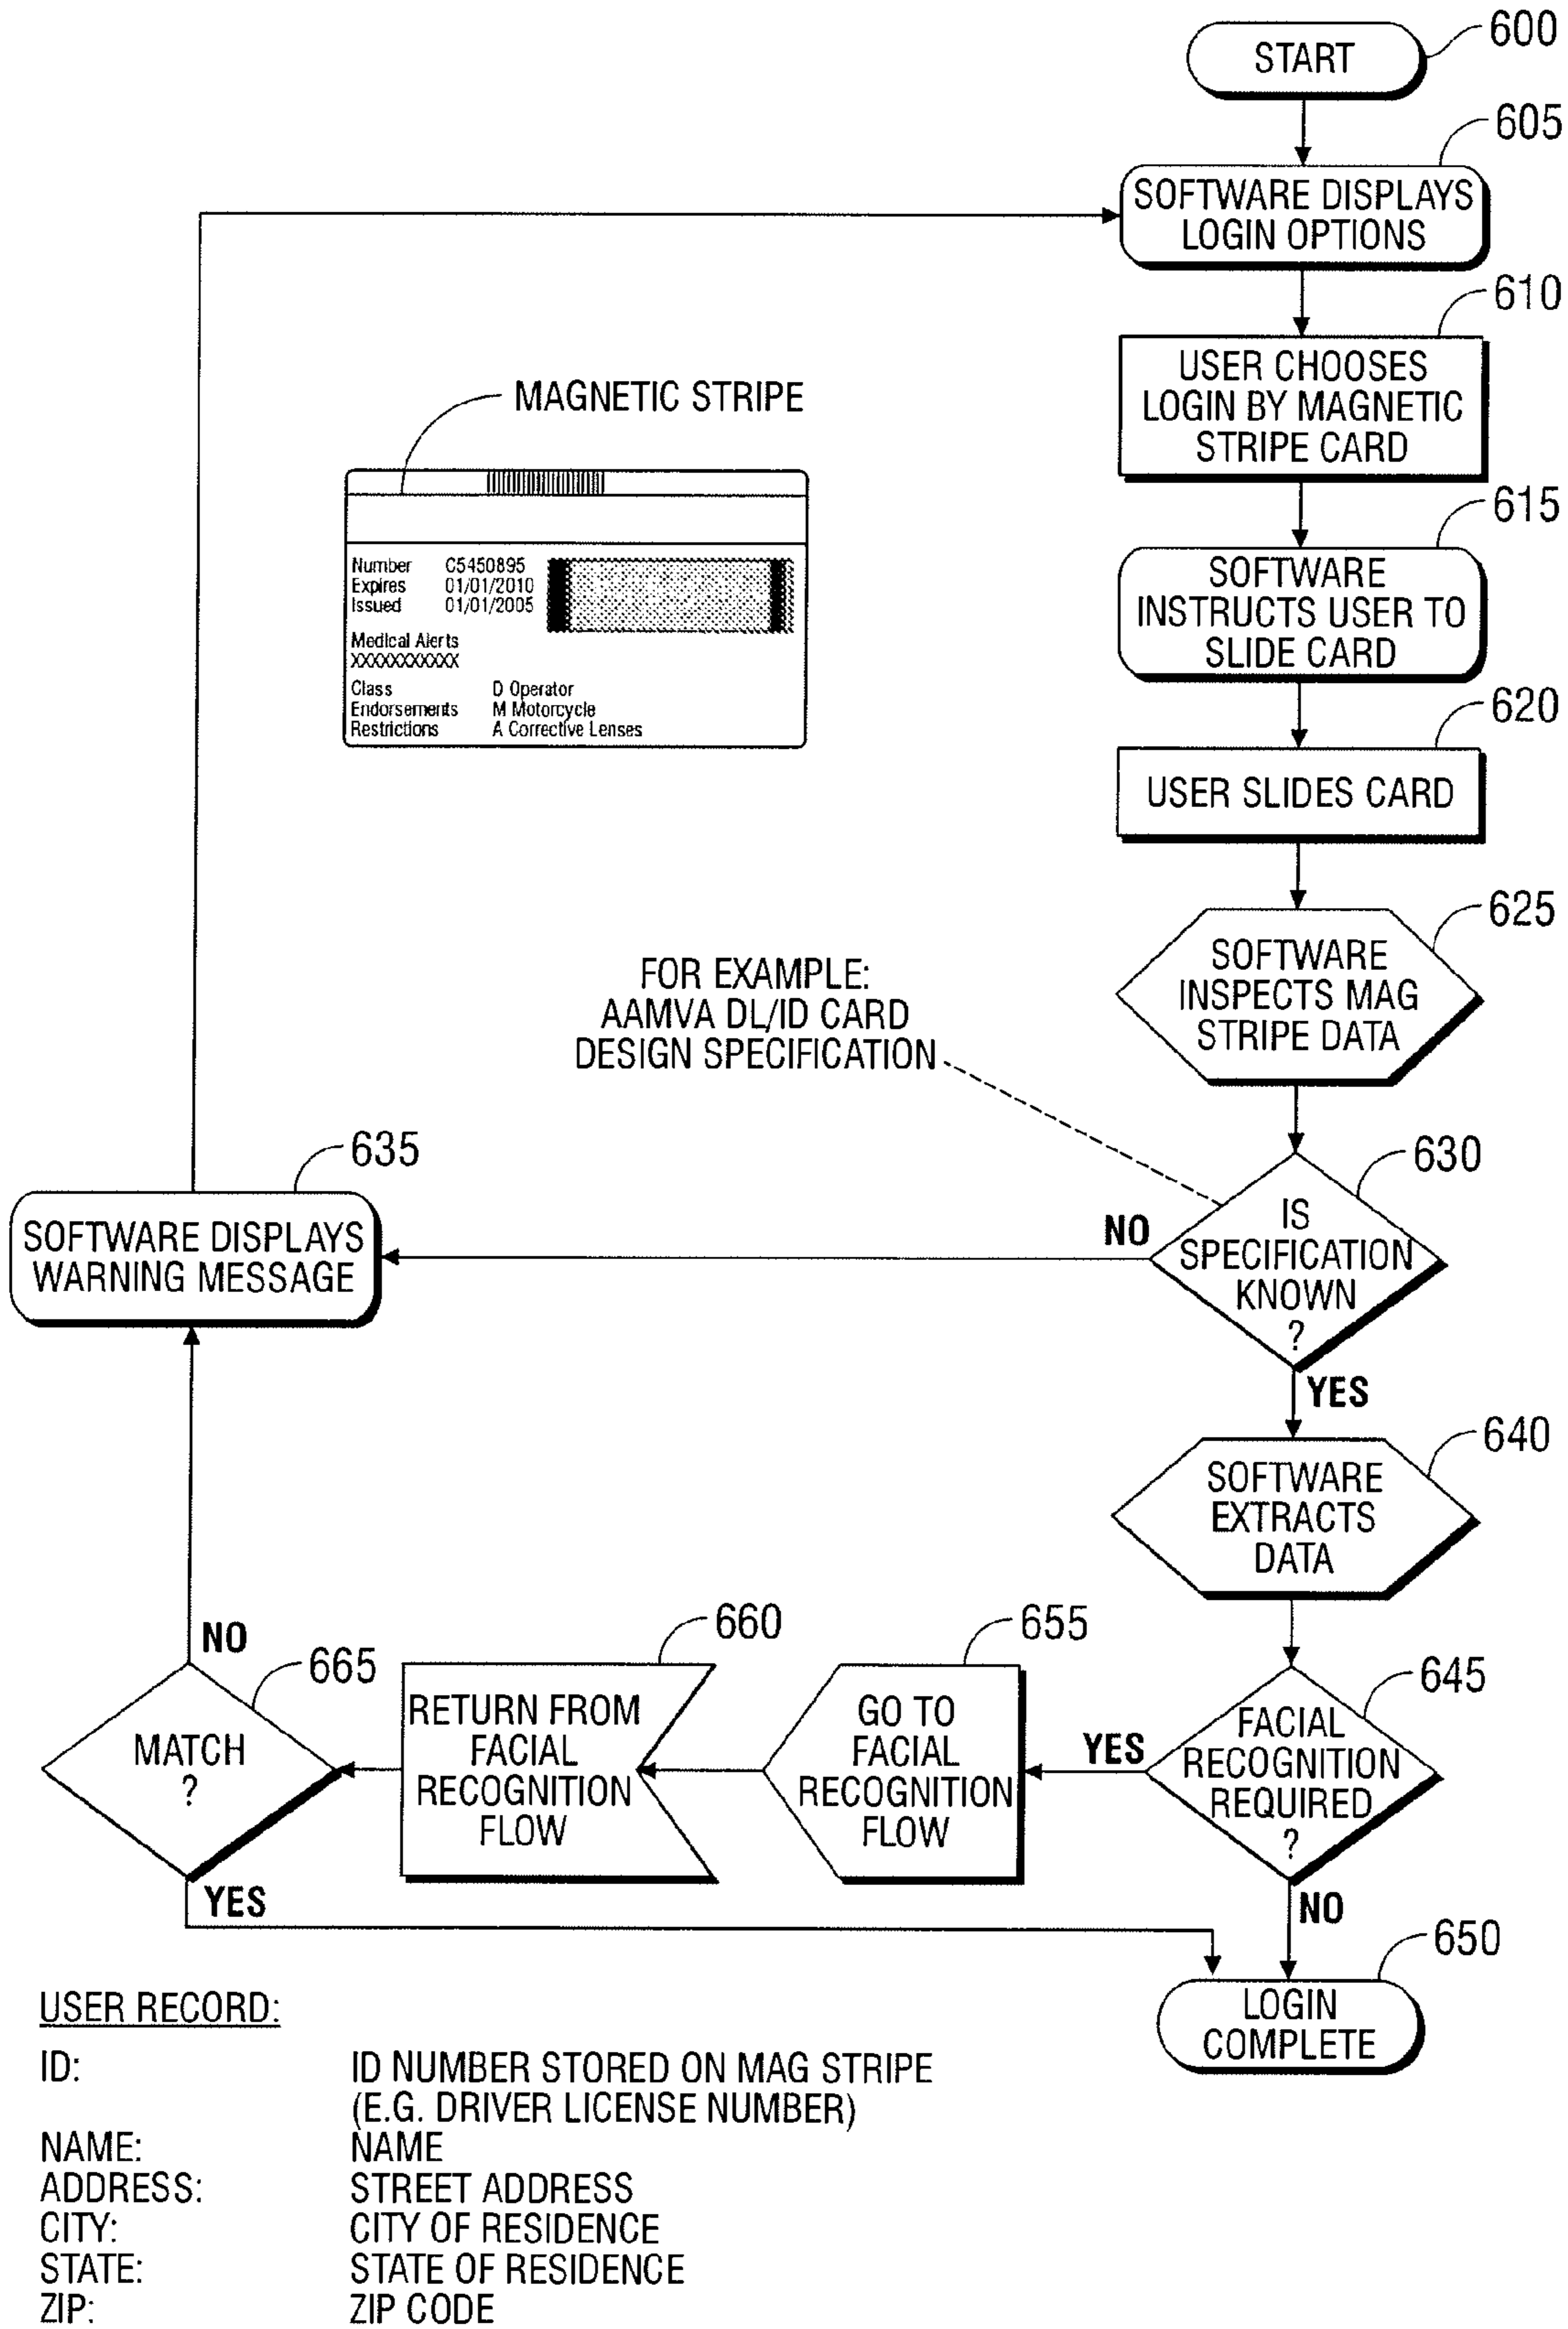 600
START
605
SOFTWARE DISPLAYS
LOGIN OPTIONS
610
USER CHOOSES
LOGIN BY MAGNETIC
STRIPE CARD
MAGNETIC STRIPE
Number C5450895
Expires 01/01/2010
Issued 01/01/2005
Medical Alerts
XXXXXXXXXXX
Class D Operator
Endorsements M Motorcycle
Restrictions A Corrective Lenses
615
SOFTWARE
INSTRUCTS USER TO
SLIDE CARD
620
USER SLIDES CARD
625
SOFTWARE
INSPECTS MAG
STRIPE DATA
FOR EXAMPLE:
AAMVA DL/ID CARD
DESIGN SPECIFICATION
630
IS
SPECIFICATION
KNOWN
?
NO
YES
635
SOFTWARE DISPLAYS
WARNING MESSAGE
640
SOFTWARE
EXTRACTS
DATA
645
FACIAL
RECOGNITION
REQUIRED
?
YES
NO
655
GO TO
FACIAL
RECOGNITION
FLOW
660
RETURN FROM
FACIAL
RECOGNITION
FLOW
665
MATCH
?
NO
YES
650
LOGIN
COMPLETE
USER RECORD:
ID: ID NUMBER STORED ON MAG STRIPE
(E.G. DRIVER LICENSE NUMBER)
NAME: NAME
ADDRESS: STREET ADDRESS
CITY: CITY OF RESIDENCE
STATE: STATE OF RESIDENCE
ZIP: ZIP CODE